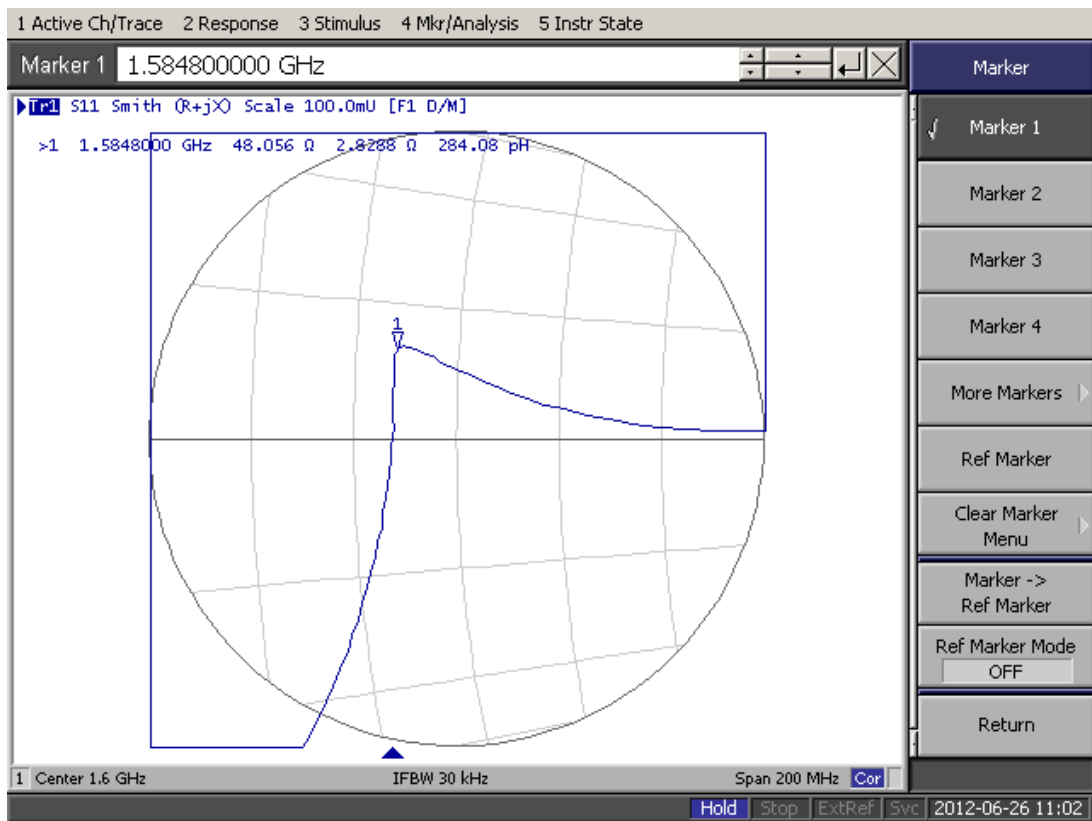 1 Active Ch/Trace 2 Response 3 Stimulus 4 Mkr/Analysis 5 Instr State
Marker 1 1.584800000 GHz
Marker
Tr1 S11 Smith (R+jX) Scale 100.0mU [F1 D/M]
>1 1.5848000 GHz 48.056 Ω 2.8288 Ω 284.08 pH
1
Marker 1
Marker 2
Marker 3
Marker 4
More Markers
Ref Marker
Clear Marker
Menu
Marker ->
Ref Marker
Ref Marker Mode
OFF
Return
1 Center 1.6 GHz IFBW 30 kHz Span 200 MHz Cor
Hold Stop ExtRef Svc 2012-06-26 11:02